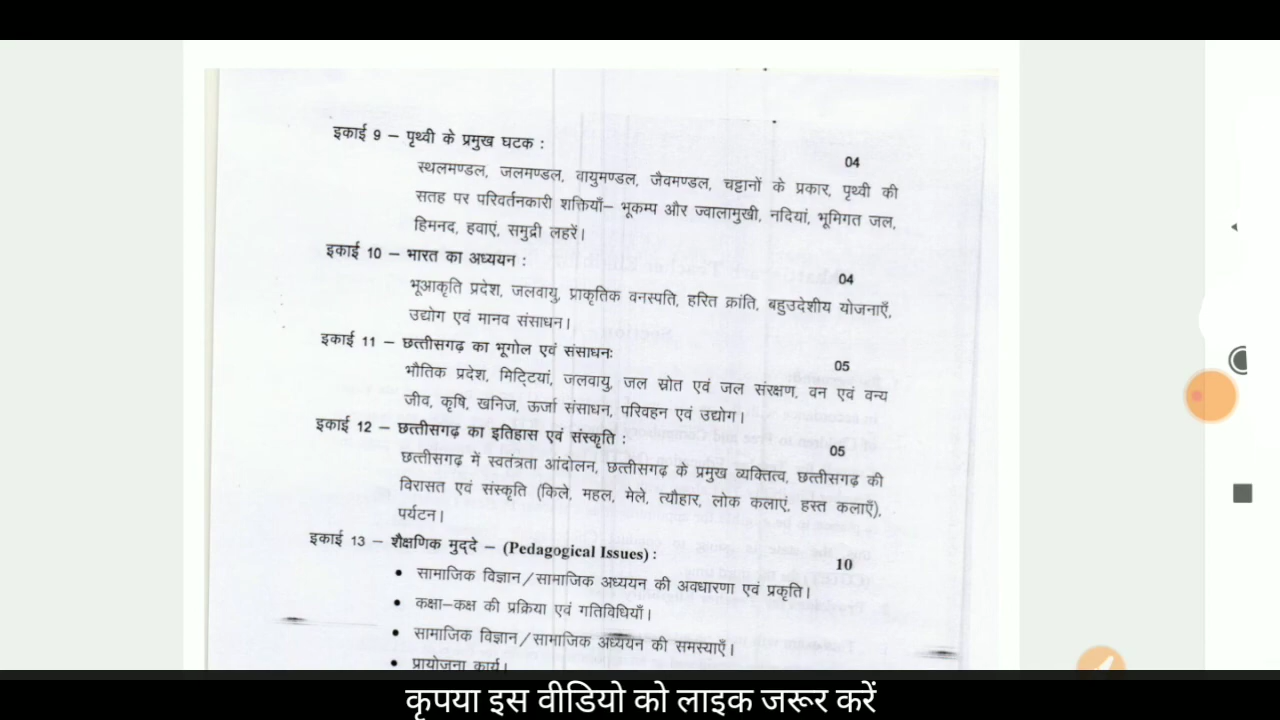 इकाई 9 – पृथ्वी के प्रमुख घटक :
04
स्थलमण्डल, जलमण्डल, वायुमण्डल, जैवमण्डल, चट्टानों के प्रकार, पृथ्वी की
सतह पर परिवर्तनकारी शक्तियाँ– भूकम्प और ज्वालामुखी, नदियां, भूमिगत जल,
हिमनद, हवाएं, समुद्री लहरें।
इकाई 10 – भारत का अध्ययन :
04
भूआकृति प्रदेश, जलवायु, प्राकृतिक वनस्पति, हरित क्रांति, बहुउदेशीय योजनाएँ,
उद्योग एवं मानव संसाधन।
इकाई 11 – छत्तीसगढ़ का भूगोल एवं संसाधनः
05
भौतिक प्रदेश, मिट्टियां, जलवायु, जल स्रोत एवं जल संरक्षण, वन एवं वन्य
जीव, कृषि, खनिज, ऊर्जा संसाधन, परिवहन एवं उद्योग।
इकाई 12 – छत्तीसगढ़ का इतिहास एवं संस्कृति :
05
छत्तीसगढ़ में स्वतंत्रता आंदोलन, छत्तीसगढ़ के प्रमुख व्यक्तित्व, छत्तीसगढ़ की
विरासत एवं संस्कृति (किले, महल, मेले, त्यौहार, लोक कलाएं, हस्त कलाएँ),
पर्यटन।
इकाई 13 – शैक्षणिक मुद्दे – (Pedagogical Issues) :
10
• सामाजिक विज्ञान/सामाजिक अध्ययन की अवधारणा एवं प्रकृति।
• कक्षा–कक्ष की प्रक्रिया एवं गतिविधियाँ।
• सामाजिक विज्ञान/सामाजिक अध्ययन की समस्याएँ।
• प्रायोजना कार्य।
कृपया इस वीडियो को लाइक जरूर करें